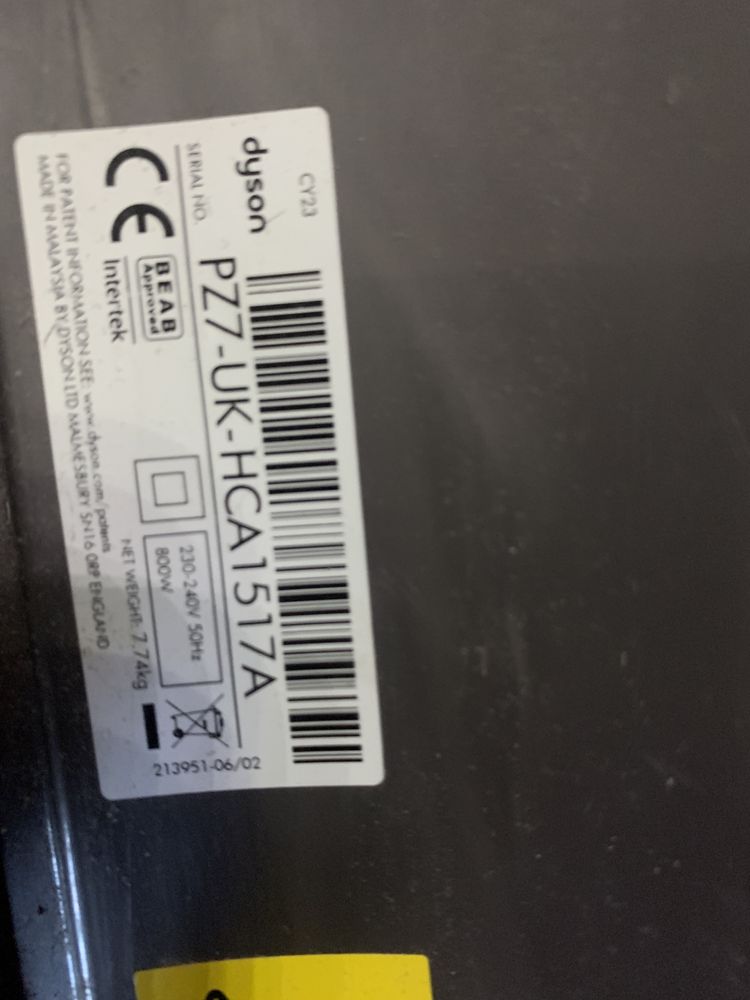 CY23
dyson
SERIAL NO.
PZ7-UK-HCA1517A
CE
BEAB
Approved
Intertek
230-240V 50Hz
800W
NET WEIGHT: 7.74kg
213951-06/02
FOR PATENT INFORMATION SEE: www.dyson.com/patents
MADE IN MALAYSIA BY DYSON LTD MALMESBURY SN16 0RP ENGLAND